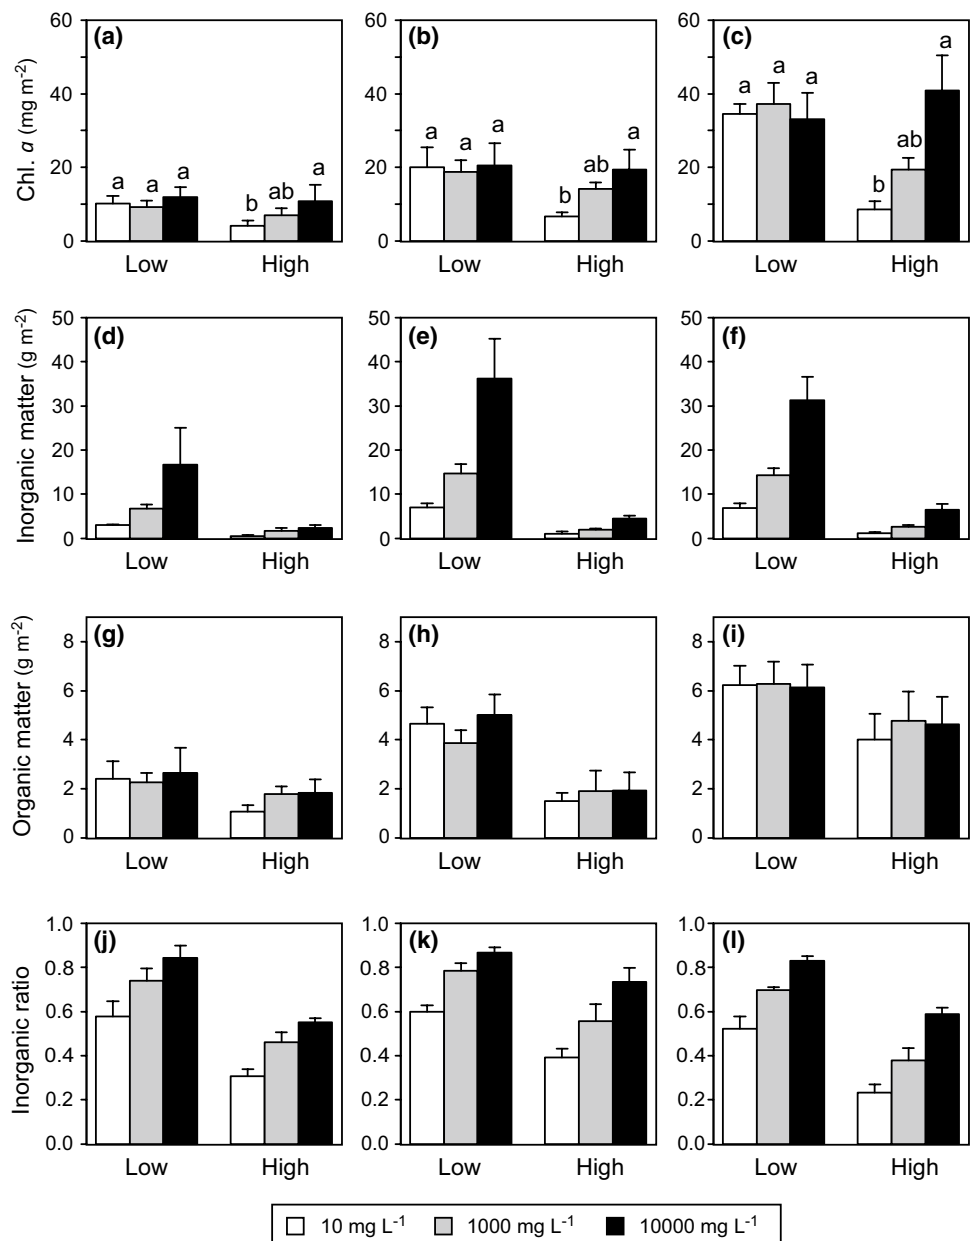 Chl. a (mg m⁻²)
60
40
20
0
(a)
a
a
a
b
ab
a
Low
High
60
40
20
0
(b)
a
a
a
b
ab
a
Low
High
60
40
20
0
(c)
a
a
a
b
ab
a
Low
High
Inorganic matter (g m⁻²)
50
40
30
20
10
0
(d)
Low
High
50
40
30
20
10
0
(e)
Low
High
50
40
30
20
10
0
(f)
Low
High
Organic matter (g m⁻²)
8
6
4
2
0
(g)
Low
High
8
6
4
2
0
(h)
Low
High
8
6
4
2
0
(i)
Low
High
Inorganic ratio
1.0
0.8
0.6
0.4
0.2
0.0
(j)
Low
High
1.0
0.8
0.6
0.4
0.2
0.0
(k)
Low
High
1.0
0.8
0.6
0.4
0.2
0.0
(l)
Low
High
10 mg L⁻¹ 1000 mg L⁻¹ 10000 mg L⁻¹